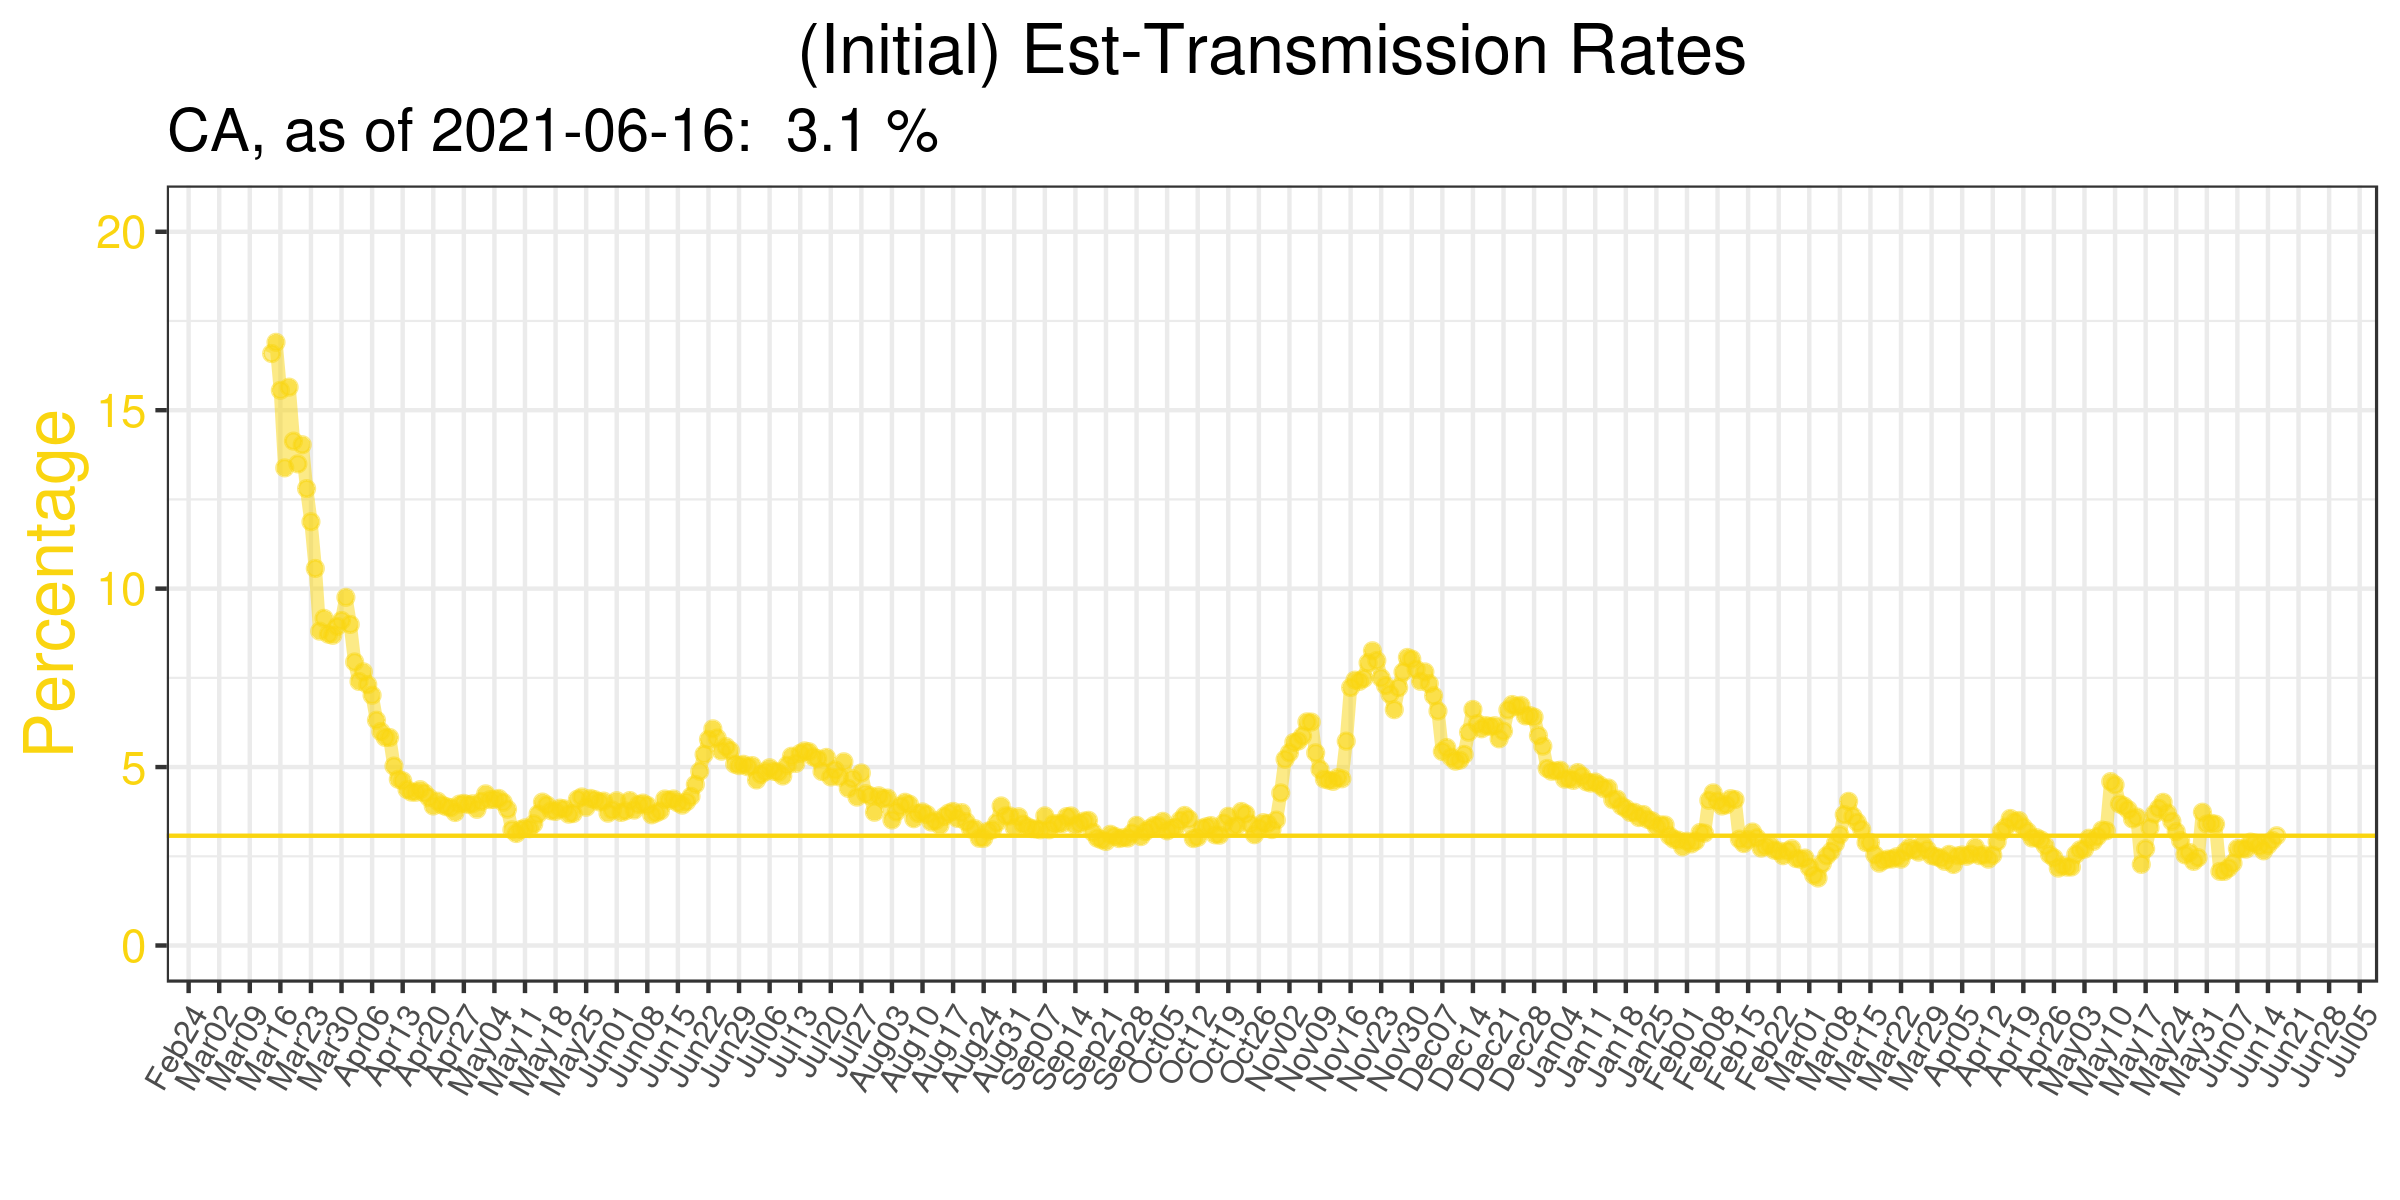 (Initial) Est-Transmission Rates
CA, as of 2021-06-16:  3.1 %
Percentage
20
15
10
5
0
Feb24
Mar02
Mar09
Mar16
Mar23
Mar30
Apr06
Apr13
Apr20
Apr27
May04
May11
May18
May25
Jun01
Jun08
Jun15
Jun22
Jun29
Jul06
Jul13
Jul20
Jul27
Aug03
Aug10
Aug17
Aug24
Aug31
Sep07
Sep14
Sep21
Sep28
Oct05
Oct12
Oct19
Oct26
Nov02
Nov09
Nov16
Nov23
Nov30
Dec07
Dec14
Dec21
Dec28
Jan04
Jan11
Jan18
Jan25
Feb01
Feb08
Feb15
Feb22
Mar01
Mar08
Mar15
Mar22
Mar29
Apr05
Apr12
Apr19
Apr26
May03
May10
May17
May24
May31
Jun07
Jun14
Jun21
Jun28
Jul05